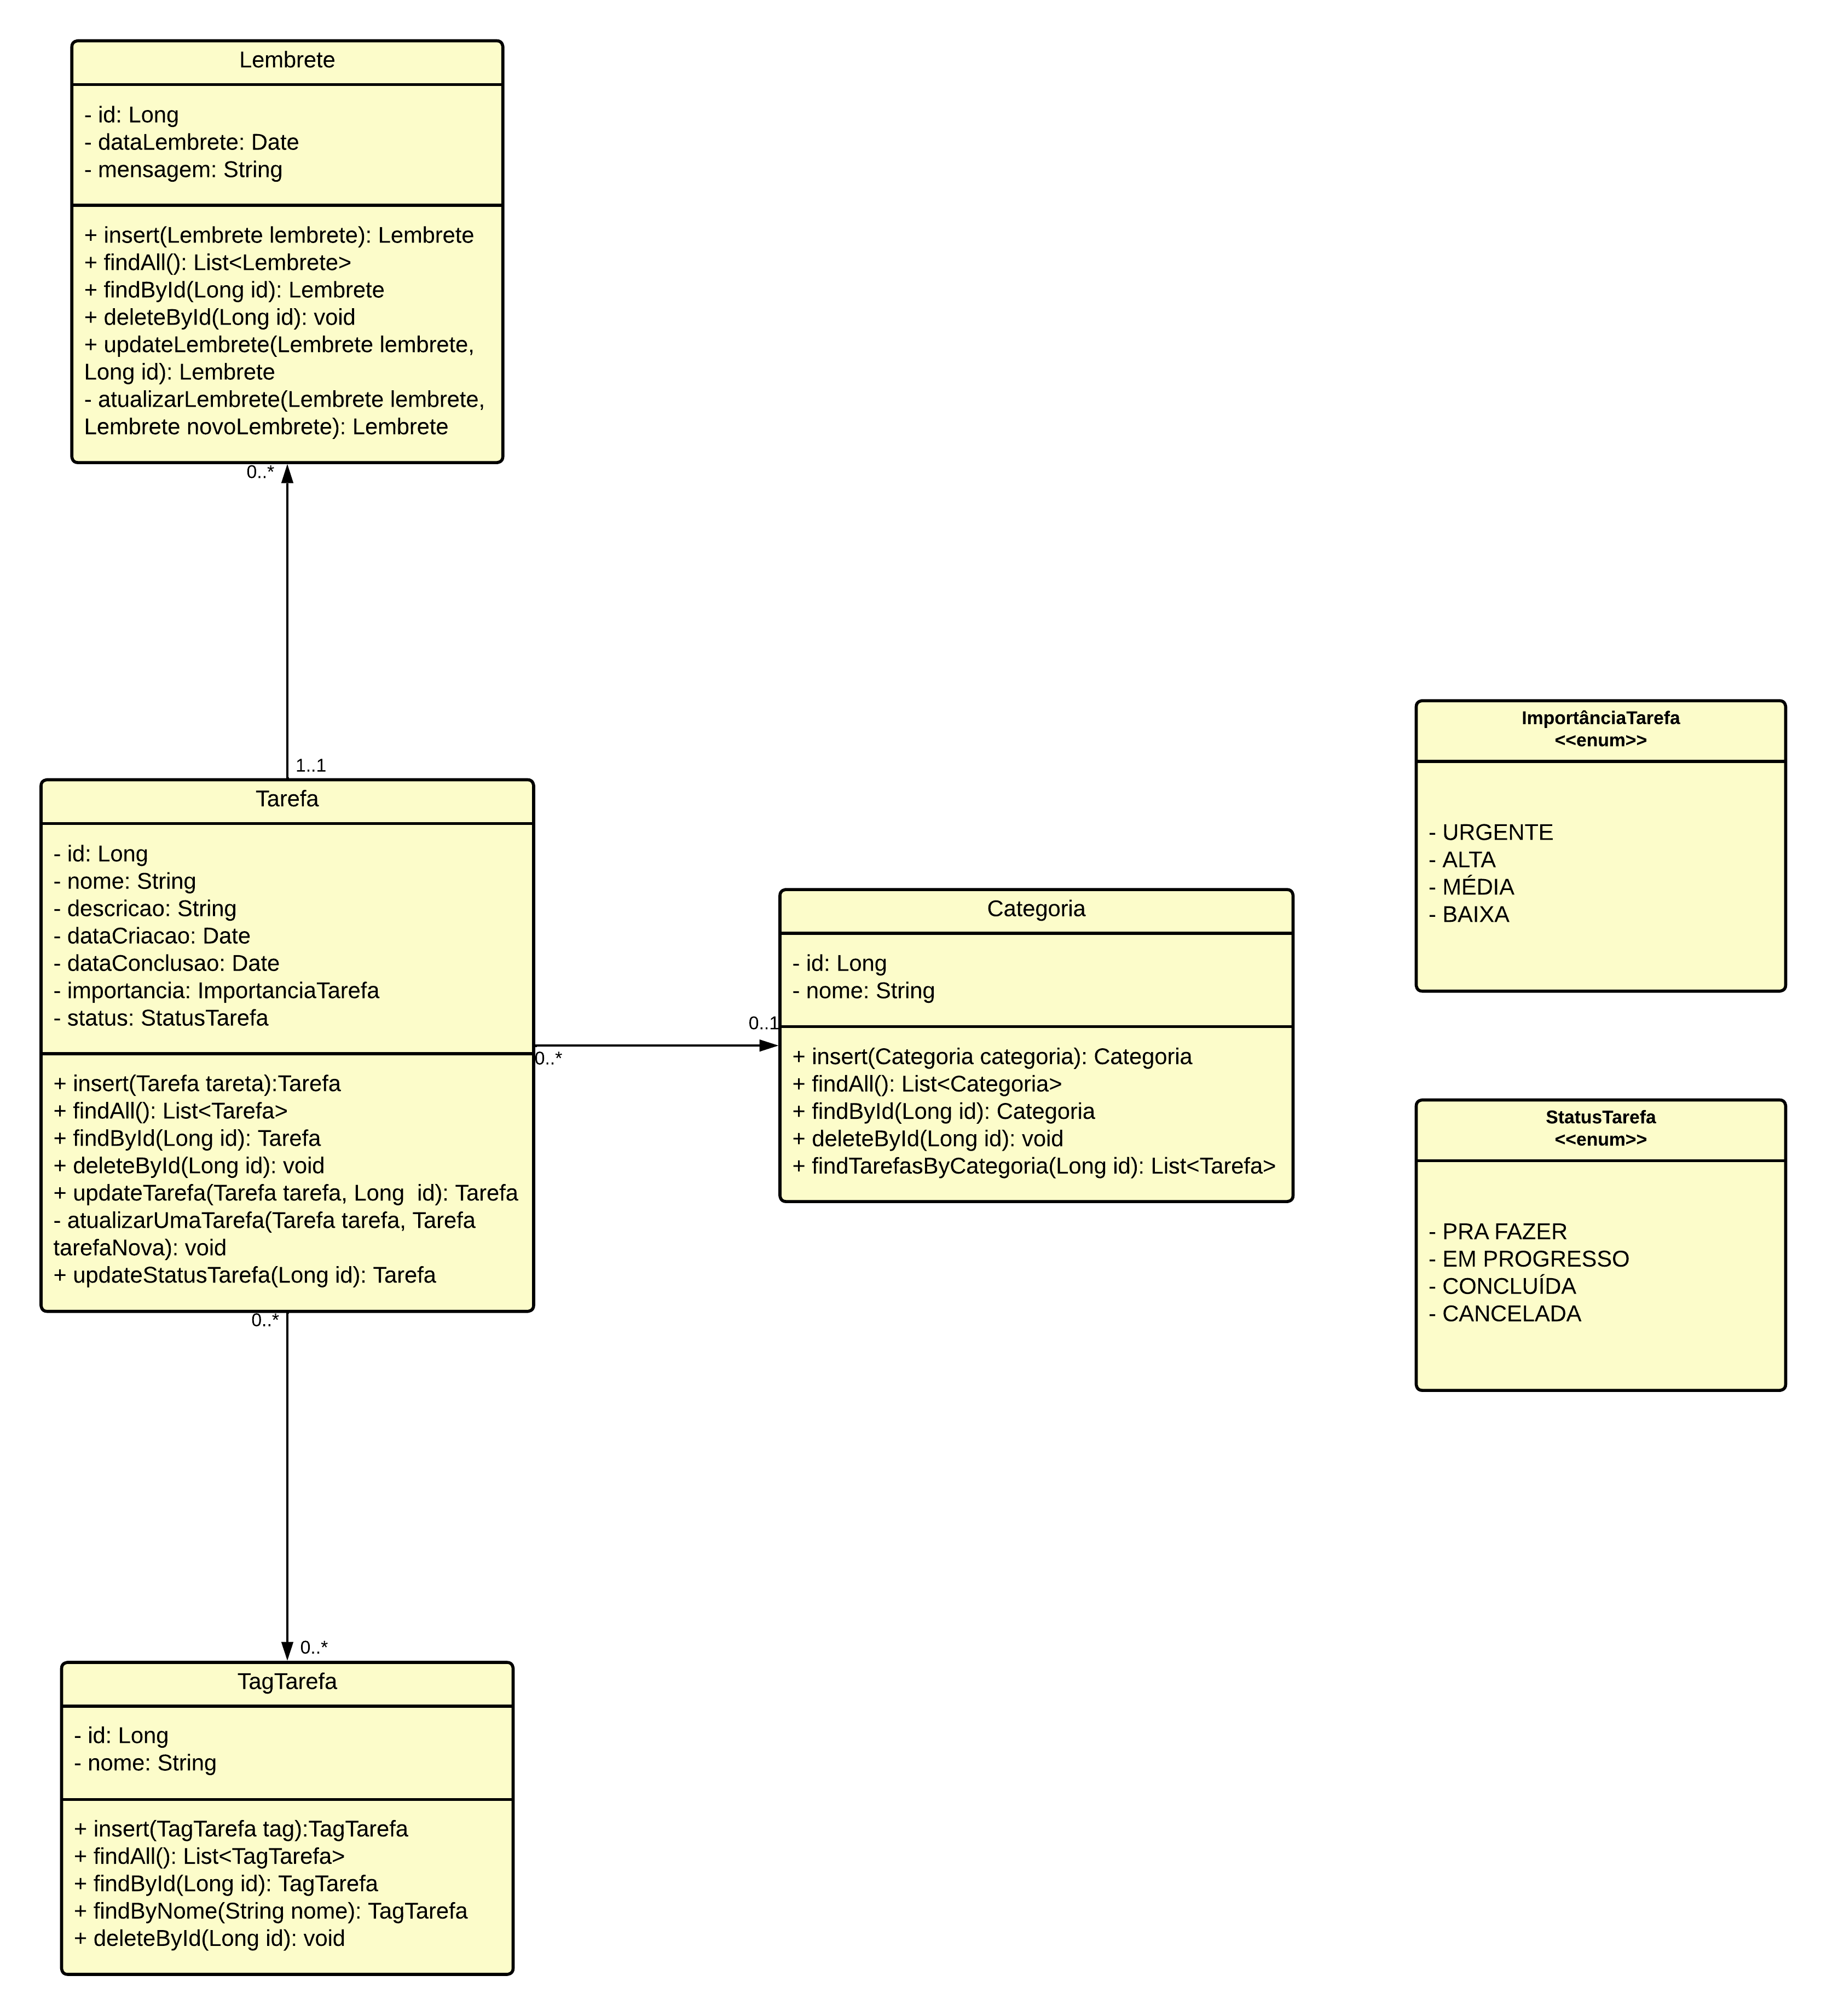 Lembrete
- id: Long
- dataLembrete: Date
- mensagem: String
+ insert(Lembrete lembrete): Lembrete
+ findAll(): List<Lembrete>
+ findById(Long id): Lembrete
+ deleteById(Long id): void
+ updateLembrete(Lembrete lembrete,
Long id): Lembrete
- atualizarLembrete(Lembrete lembrete,
Lembrete novoLembrete): Lembrete
0..*
1..1
Tarefa
- id: Long
- nome: String
- descricao: String
- dataCriacao: Date
- dataConclusao: Date
- importancia: ImportanciaTarefa
- status: StatusTarefa
+ insert(Tarefa tareta):Tarefa
+ findAll(): List<Tarefa>
+ findById(Long id): Tarefa
+ deleteById(Long id): void
+ updateTarefa(Tarefa tarefa, Long  id): Tarefa
- atualizarUmaTarefa(Tarefa tarefa, Tarefa
tarefaNova): void
+ updateStatusTarefa(Long id): Tarefa
0..*
0..1
Categoria
- id: Long
- nome: String
+ insert(Categoria categoria): Categoria
+ findAll(): List<Categoria>
+ findById(Long id): Categoria
+ deleteById(Long id): void
+ findTarefasByCategoria(Long id): List<Tarefa>
ImportânciaTarefa
<<enum>>
- URGENTE
- ALTA
- MÉDIA
- BAIXA
StatusTarefa
<<enum>>
- PRA FAZER
- EM PROGRESSO
- CONCLUÍDA
- CANCELADA
0..*
0..*
TagTarefa
- id: Long
- nome: String
+ insert(TagTarefa tag):TagTarefa
+ findAll(): List<TagTarefa>
+ findById(Long id): TagTarefa
+ findByNome(String nome): TagTarefa
+ deleteById(Long id): void